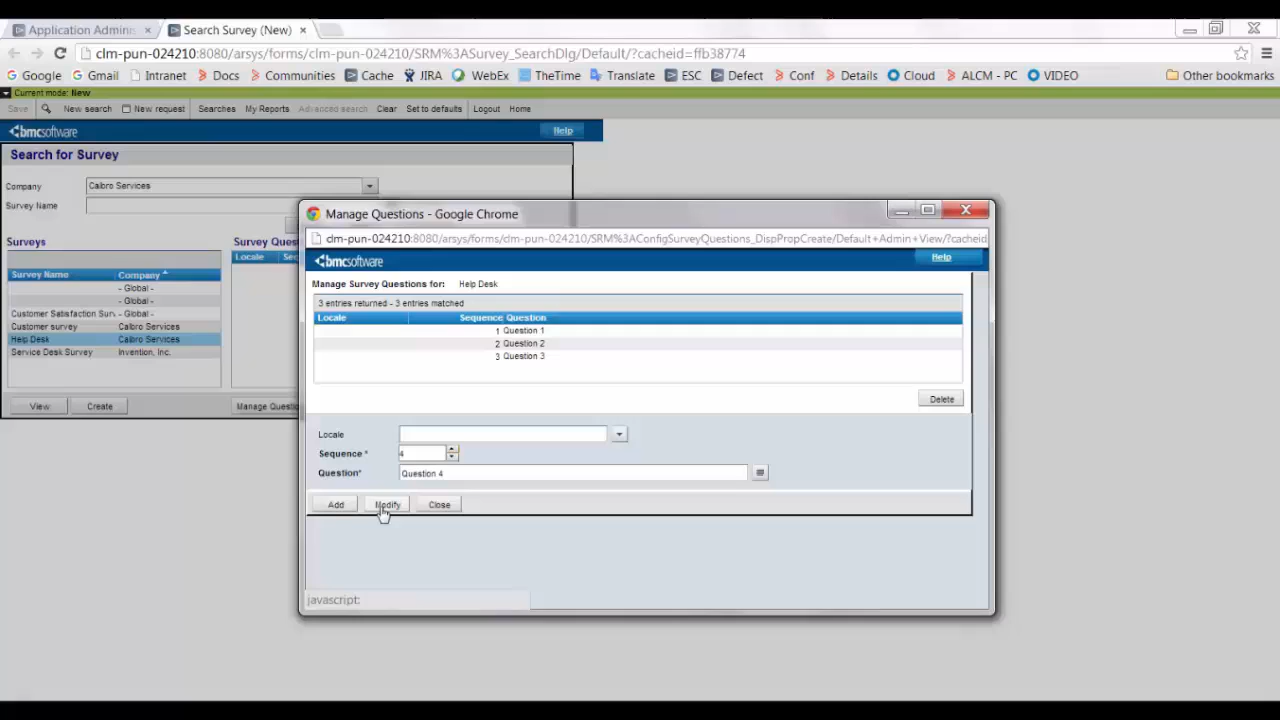 Application Adminis × Search Survey (New) ×
clm-pun-024210:8080/arsys/forms/clm-pun-024210/SRM%3ASurvey_SearchDlg/Default/?cacheid=ffb38774
Google Gmail Intranet Docs Communities Cache JIRA WebEx TheTime Translate ESC Defect Conf Details Cloud ALCM - PC VIDEO Other bookmarks
Current mode: New
Save New search New request Searches My Reports Advanced search Clear Set to defaults Logout Home
bmcsoftware Help
Search for Survey
Company Calbro Services
Survey Name
Surveys Survey Ques
Locale Sec
Survey Name Company
- Global -
- Global -
Customer Satisfaction Surv - Global -
Customer survey Calbro Services
Help Desk Calbro Services
Service Desk Survey Invention, Inc.
View Create Manage Questio
Manage Questions - Google Chrome
clm-pun-024210:8080/arsys/forms/clm-pun-024210/SRM%3AConfigSurveyQuestions_DispPropCreate/Default+Admin+View/?cacheid
bmcsoftware Help
Manage Survey Questions for: Help Desk
3 entries returned - 3 entries matched
Locale Sequence Question
1 Question 1
2 Question 2
3 Question 3
Delete
Locale
Sequence * 4
Question* Question 4
Add Modify Close
javascript: